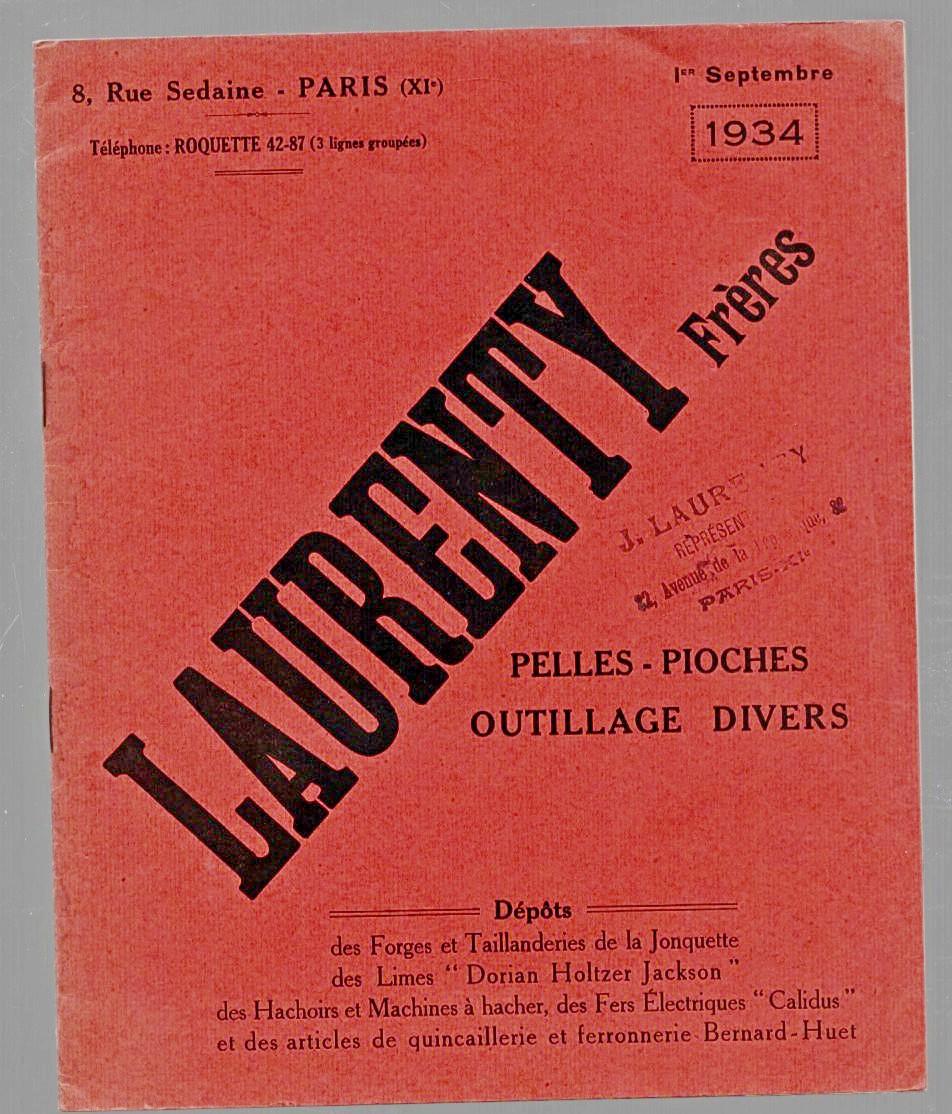 8, Rue Sedaine - PARIS (XIe)
Téléphone : ROQUETTE 42-87 (3 lignes groupées)
1ER Septembre
1934
LAURENTY Frères
J. LAUR
REPRÉSENT
Avenue de la
PARIS-XIe
PELLES - PIOCHES
OUTILLAGE DIVERS
Dépôts
des Forges et Taillanderies de la Jonquette
des Limes “ Dorian Holtzer Jackson ”
des Hachoirs et Machines à hacher, des Fers Électriques “ Calidus ”
et des articles de quincaillerie et ferronnerie Bernard-Huet